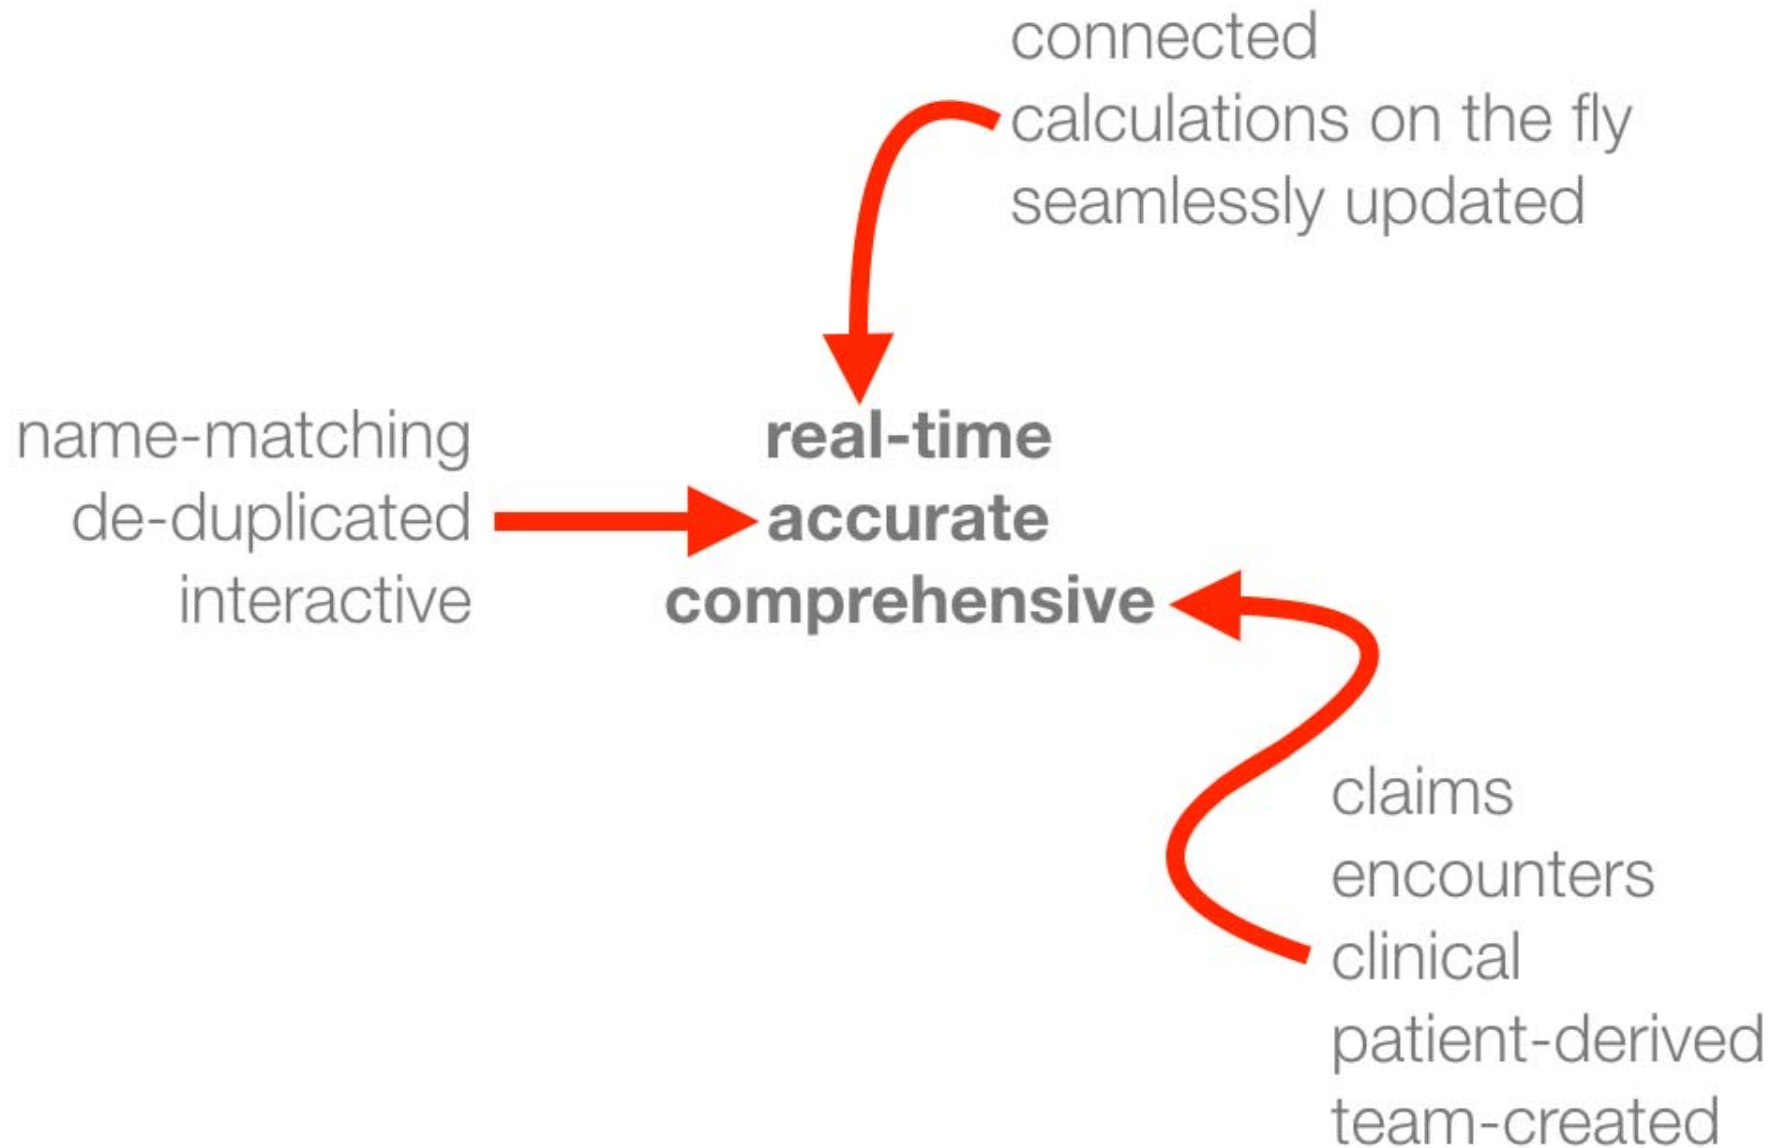 connected
calculations on the fly
seamlessly updated
name-matching
de-duplicated
interactive
real-time
accurate
comprehensive
claims
encounters
clinical
patient-derived
team-created